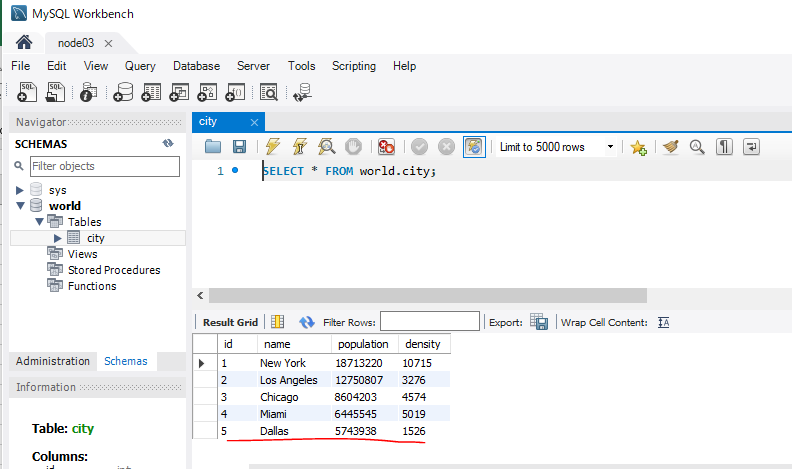 MySQL Workbench
node03
File Edit View Query Database Server Tools Scripting Help
Navigator
SCHEMAS
Filter objects
sys
world
Tables
city
Views
Stored Procedures
Functions
Administration Schemas
Information
Table: city
Columns:
city
Limit to 5000 rows
1 SELECT * FROM world.city;
Result Grid Filter Rows: Export: Wrap Cell Content:
id name population density
1 New York 18713220 10715
2 Los Angeles 12750807 3276
3 Chicago 8604203 4574
4 Miami 6445545 5019
5 Dallas 5743938 1526